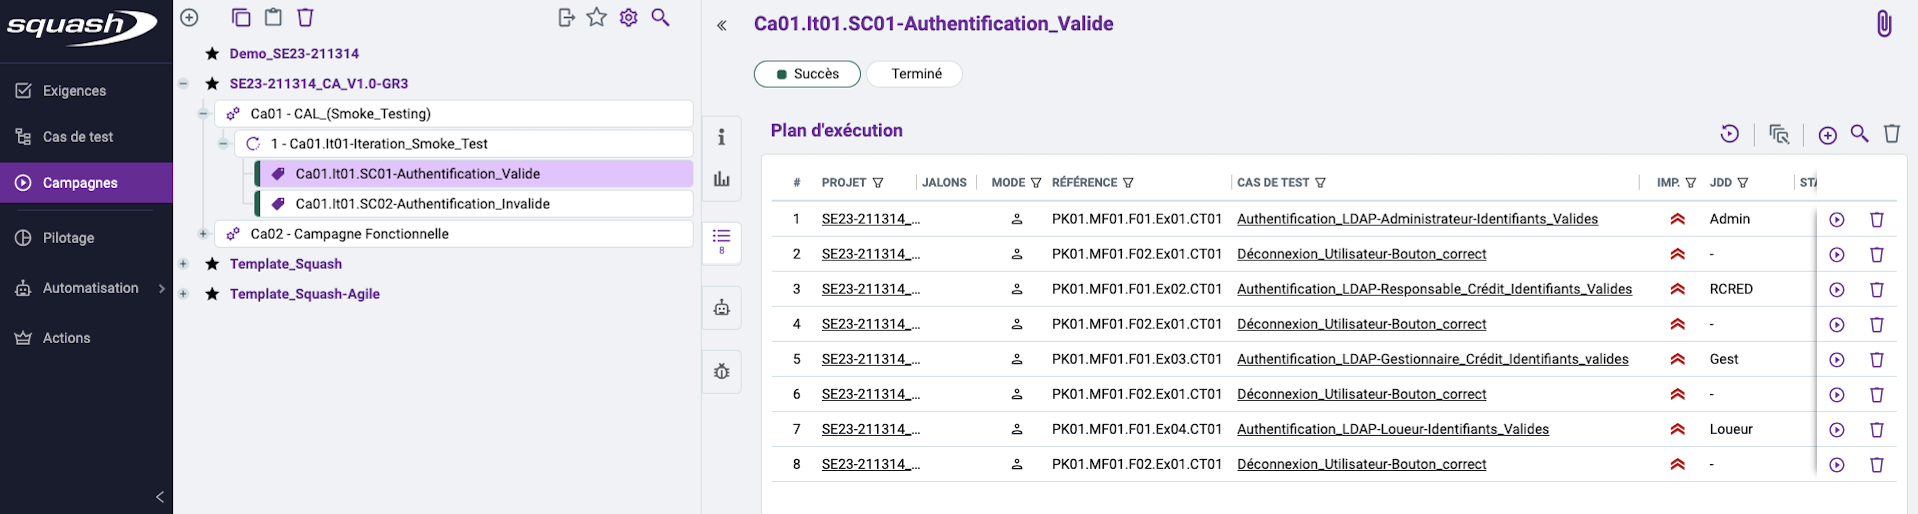 squash
Exigences
Cas de test
Campagnes
Pilotage
Automatisation
Actions
Demo_SE23-211314
SE23-211314_CA_V1.0-GR3
Ca01 - CAL_(Smoke_Testing)
1 - Ca01.It01-Iteration_Smoke_Test
Ca01.It01.SC01-Authentification_Valide
Ca01.It01.SC02-Authentification_Invalide
Ca02 - Campagne Fonctionnelle
Template_Squash
Template_Squash-Agile
8
Ca01.It01.SC01-Authentification_Valide
Succès Terminé
Plan d'exécution
# PROJET JALONS MODE RÉFÉRENCE CAS DE TEST IMP. JDD STA
1 SE23-211314_... PK01.MF01.F01.Ex01.CT01 Authentification_LDAP-Administrateur-Identifiants_Valides Admin
2 SE23-211314_... PK01.MF01.F02.Ex01.CT01 Déconnexion_Utilisateur-Bouton_correct -
3 SE23-211314_... PK01.MF01.F01.Ex02.CT01 Authentification_LDAP-Responsable_Crédit_Identifiants_Valides RCRED
4 SE23-211314_... PK01.MF01.F02.Ex01.CT01 Déconnexion_Utilisateur-Bouton_correct -
5 SE23-211314_... PK01.MF01.F01.Ex03.CT01 Authentification_LDAP-Gestionnaire_Crédit_Identifiants_valides Gest
6 SE23-211314_... PK01.MF01.F02.Ex01.CT01 Déconnexion_Utilisateur-Bouton_correct -
7 SE23-211314_... PK01.MF01.F01.Ex04.CT01 Authentification_LDAP-Loueur-Identifiants_Valides Loueur
8 SE23-211314_... PK01.MF01.F02.Ex01.CT01 Déconnexion_Utilisateur-Bouton_correct -